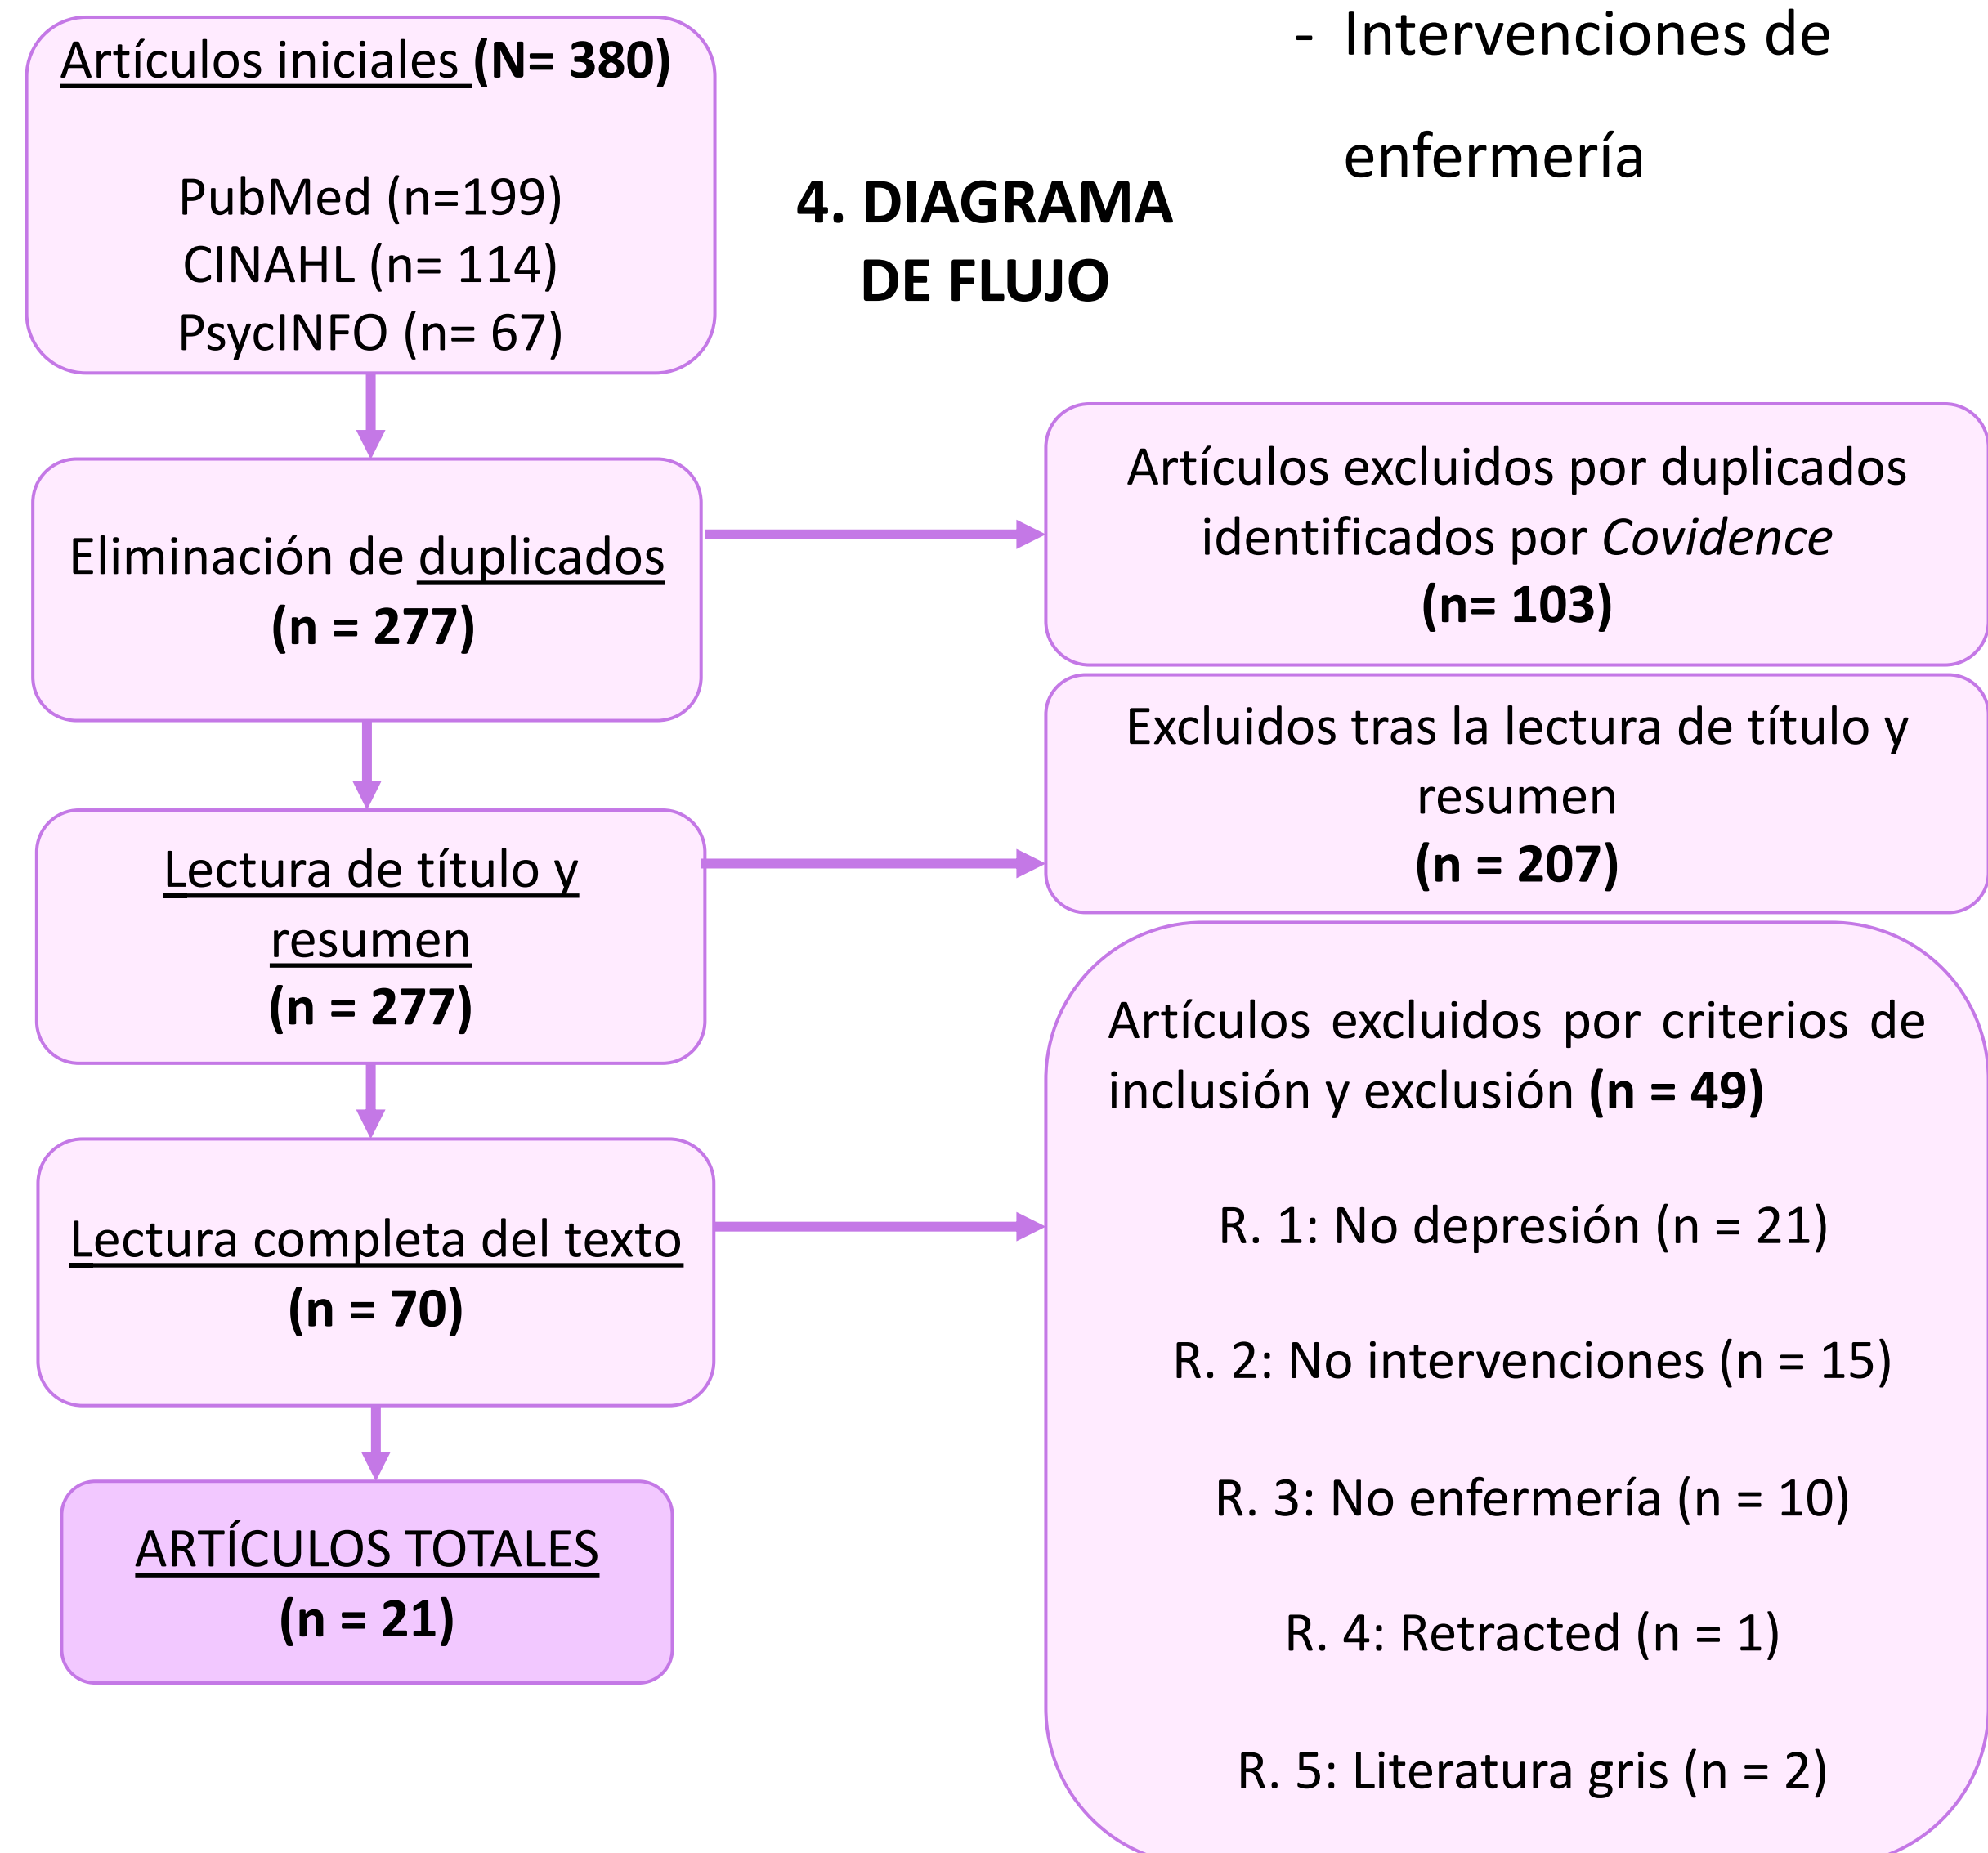 Artículos iniciales (N= 380)
PubMed (n=199)
CINAHL (n= 114)
PsycINFO (n= 67)
- Intervenciones de
enfermería
4. DIAGRAMA
DE FLUJO
Eliminación de duplicados
(n = 277)
Artículos excluidos por duplicados
identificados por Covidence
(n= 103)
Lectura de título y
resumen
(n = 277)
Excluidos tras la lectura de título y
resumen
(n = 207)
Lectura completa del texto
(n = 70)
Artículos excluidos por criterios de
inclusión y exclusión (n = 49)
R. 1: No depresión (n = 21)
R. 2: No intervenciones (n = 15)
R. 3: No enfermería (n = 10)
R. 4: Retracted (n = 1)
R. 5: Literatura gris (n = 2)
ARTÍCULOS TOTALES
(n = 21)